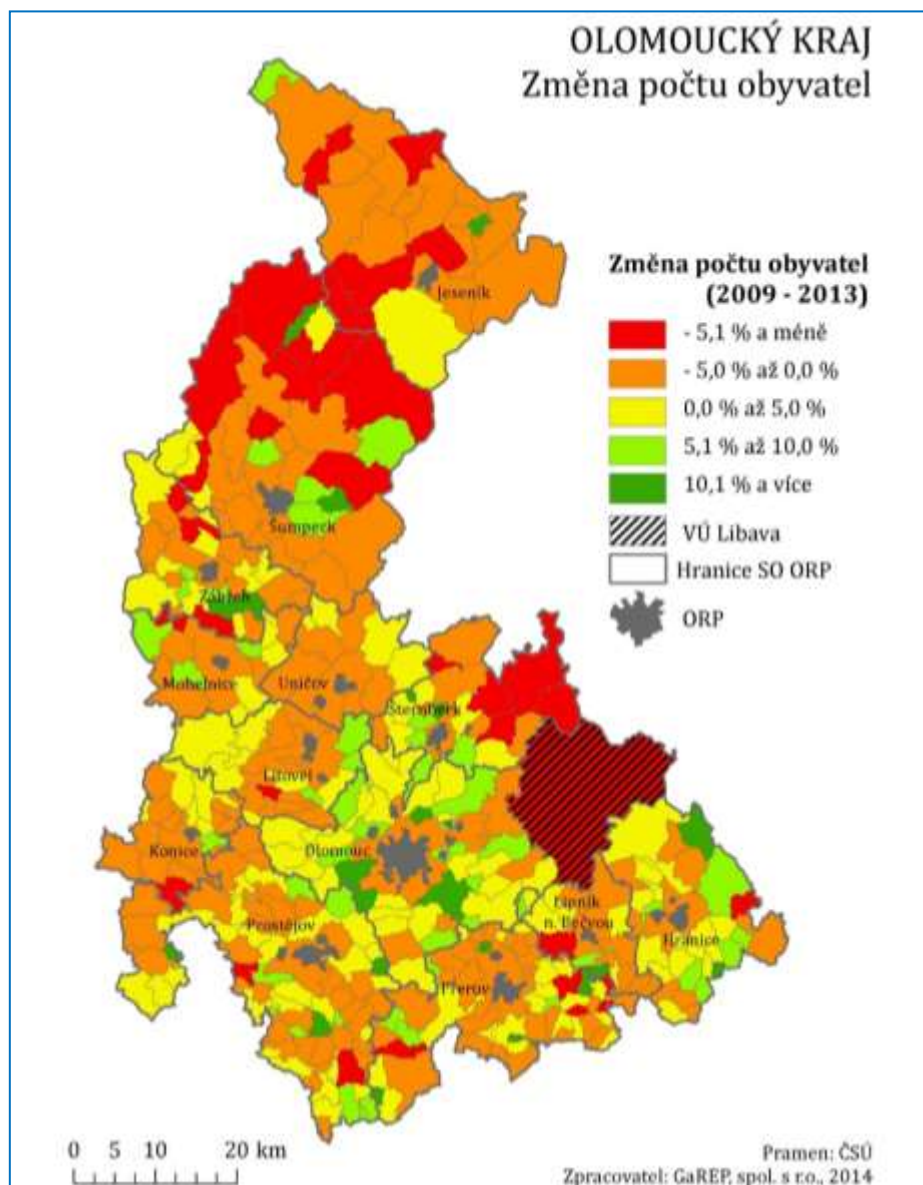 OLOMOUCKÝ KRAJ
Změna počtu obyvatel
Změna počtu obyvatel
(2009 - 2013)
- 5,1 % a méně
- 5,0 % až 0,0 %
0,0 % až 5,0 %
5,1 % až 10,0 %
10,1 % a více
VÚ Libava
Hranice SO ORP
ORP
Jeseník
Šumperk
Zábřeh
Mohelnice
Uničov
Šternberk
Litovel
Konice
Olomouc
Lipník
n. Bečvou
Hranice
Prostějov
Přerov
0 5 10 20 km
Pramen: ČSÚ
Zpracovatel: GaREP, spol. s r.o., 2014